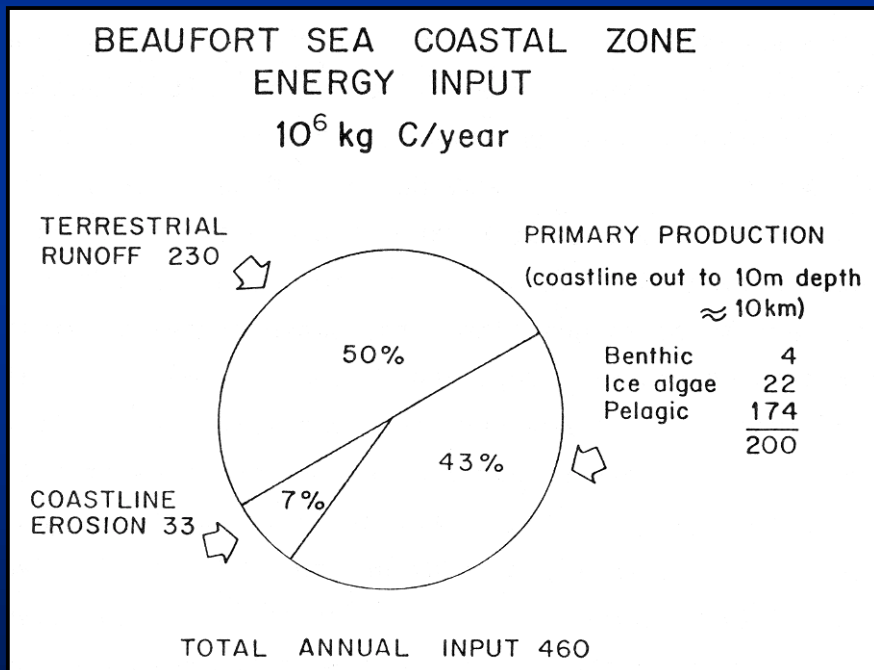 BEAUFORT SEA COASTAL ZONE
ENERGY INPUT
10⁶ kg C/year
TERRESTRIAL
RUNOFF 230
PRIMARY PRODUCTION
(coastline out to 10m depth
≈ 10km)
Benthic 4
Ice algae 22
Pelagic 174
200
50%
43%
7%
COASTLINE
EROSION 33
TOTAL ANNUAL INPUT 460